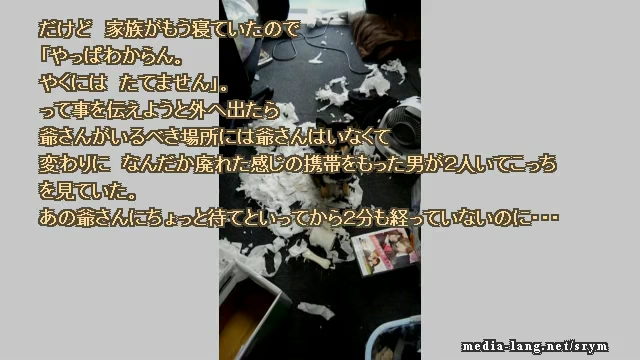 だけど　家族がもう寝ていたので
「やっぱわからん。
やくには　たてません」。
って事を伝えようと外へ出たら
爺さんがいるべき場所には爺さんはいなくて
変わりに　なんだか廃れた感じの携帯をもった男が２人いてこっち
を見ていた。
あの爺さんにちょっと待てといってから２分も経っていないのに・・・
media-lang.net/srym